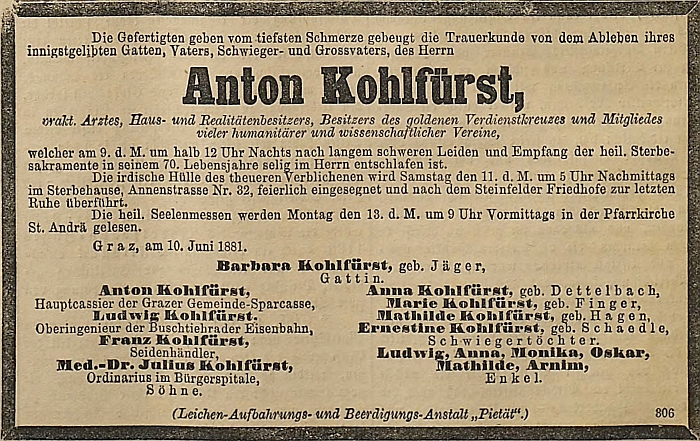 Die Gefertigten geben vom tiefsten Schmerze gebeugt die Trauerkunde von dem Ableben ihres
innigstgelibten Gatten, Vaters, Schwieger- und Grossvaters, des Herrn
Anton Kohlfürst,
prakt. Arztes, Haus- und Realitätenbesitzers, Besitzers des goldenen Verdienstkreuzes und Mitgliedes
vieler humanitärer und wissenschaftlicher Vereine,
welcher am 9. d. M. um halb 12 Uhr Nachts nach langem schweren Leiden und Empfang der heil. Sterbe-
sakramente in seinem 70. Lebensjahre selig im Herrn entschlafen ist.
Die irdische Hülle des theueren Verblichenen wird Samstag den 11. d. M. um 5 Uhr Nachmittags
im Sterbehause, Annenstrasse Nr. 32, feierlich eingesegnet und nach dem Steinfelder Friedhofe zur letzten
Ruhe überführt.
Die heil. Seelenmessen werden Montag den 13. d. M. um 9 Uhr Vormittags in der Pfarrkirche
St. Andrä gelesen.
Graz, am 10. Juni 1881.
Barbara Kohlfürst, geb. Jäger,
Gattin.
Anton Kohlfürst,
Hauptcassier der Grazer Gemeinde-Sparcasse,
Ludwig Kohlfürst.
Oberingenieur der Buschtiehrader Eisenbahn,
Franz Kohlfürst,
Seidenhändler,
Med.-Dr. Julius Kohlfürst,
Ordinarius im Bürgerspitale,
Söhne.
Anna Kohlfürst, geb. Dettelbach,
Marie Kohlfürst, geb. Finger,
Mathilde Kohlfürst, geb. Hagen,
Ernestine Kohlfürst, geb. Schaedle,
Schwiegertöchter.
Ludwig, Anna, Monika, Oskar,
Mathilde, Arnim,
Enkel.
(Leichen-Aufbahrungs- und Beerdigungs-Anstalt „Pietät“.)
806